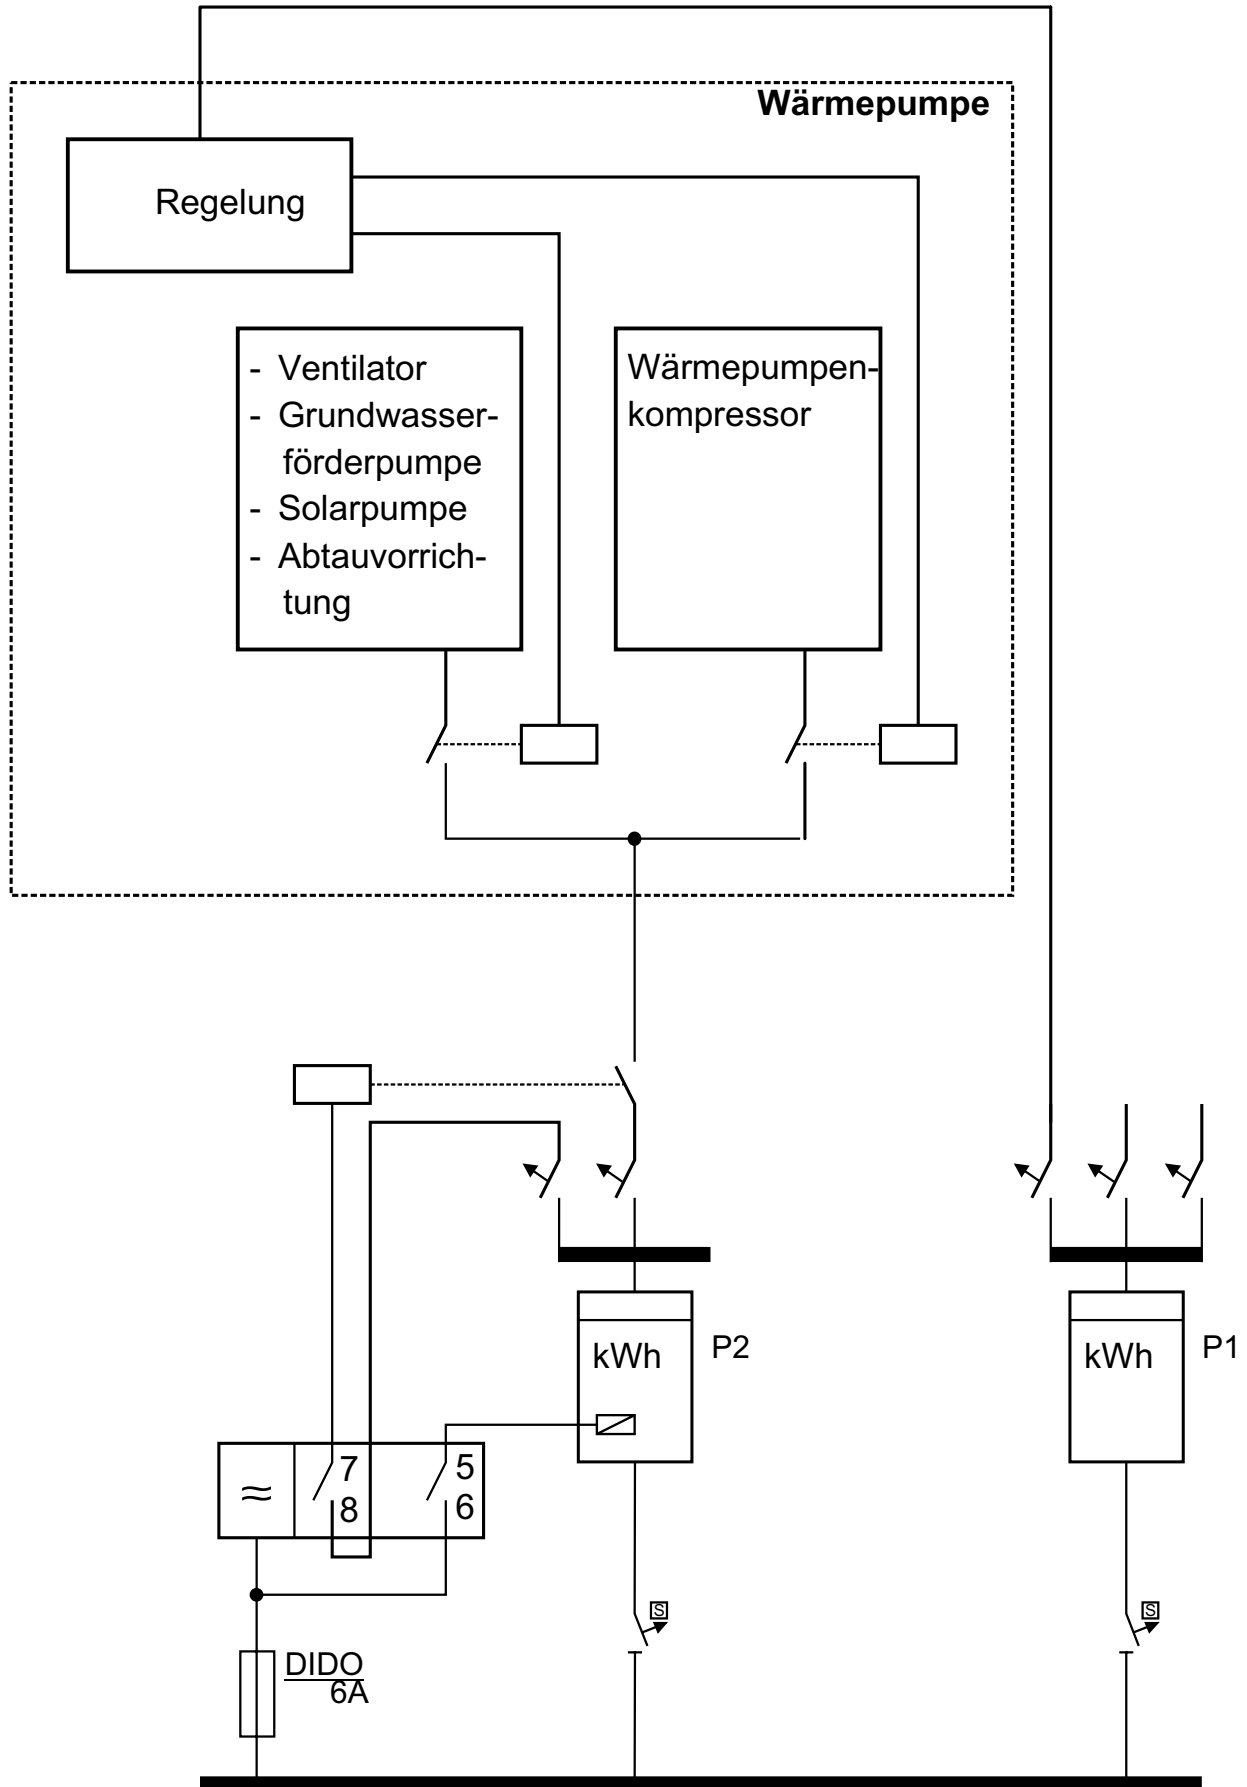 Wärmepumpe
Regelung
- Ventilator
- Grundwasser-
förderpumpe
- Solarpumpe
- Abtauvorrich-
tung
Wärmepumpen-
kompressor
kWh
P2
kWh
P1
≈
7
8
5
6
S
S
DIDO
6A